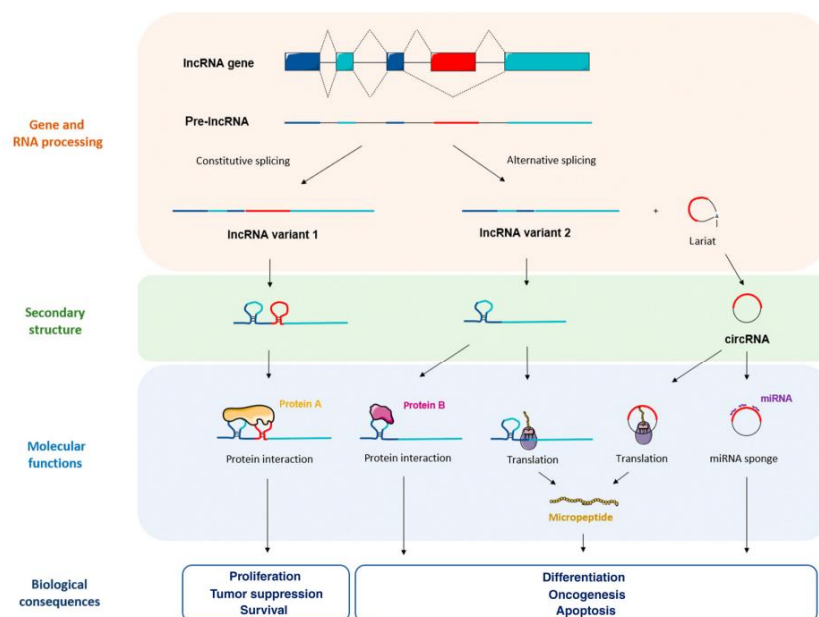 lncRNA gene
Gene and
RNA processing
Pre-lncRNA
Constitutive splicing
Alternative splicing
+
lncRNA variant 1
lncRNA variant 2
Lariat
Secondary
structure
circRNA
Protein A
Protein B
miRNA
Molecular
functions
Protein interaction
Protein interaction
Translation
Translation
miRNA sponge
Micropeptide
Biological
consequences
Proliferation
Tumor suppression
Survival
Differentiation
Oncogenesis
Apoptosis